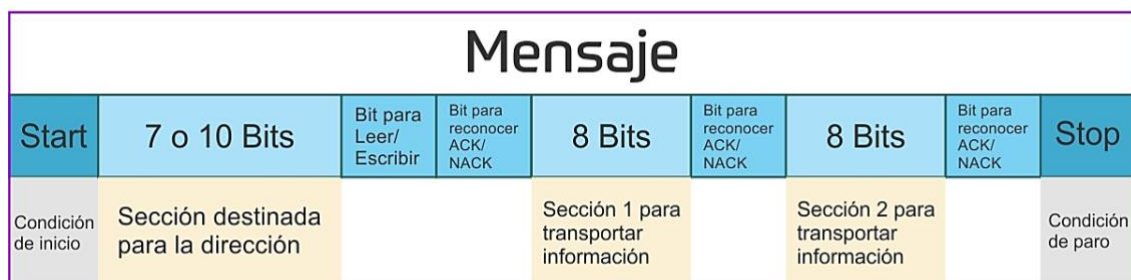 Mensaje
Start
7 o 10 Bits
Bit para
Leer/
Escribir
Bit para
reconocer
ACK/
NACK
8 Bits
Bit para
reconocer
ACK/
NACK
8 Bits
Bit para
reconocer
ACK/
NACK
Stop
Condición
de inicio
Sección destinada
para la dirección
Sección 1 para
transportar
información
Sección 2 para
transportar
información
Condición
de paro